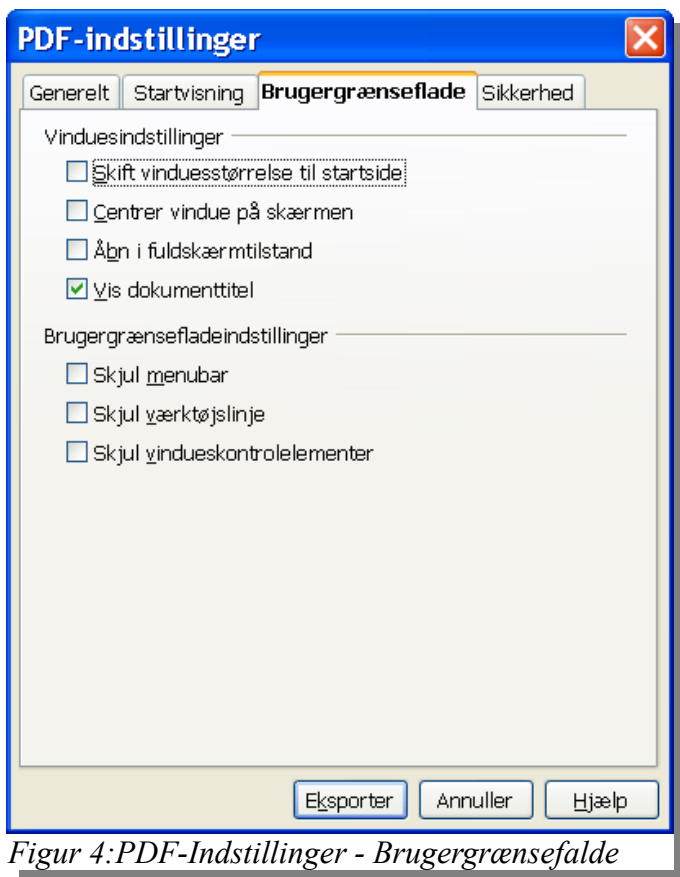 PDF-indstillinger
Generelt Startvisning Brugergrænseflade Sikkerhed
Vinduesindstillinger
Skift vinduesstørrelse til startside
Centrer vindue på skærmen
Åbn i fuldskærmtilstand
Vis dokumenttitel
Brugergrænsefladeindstillinger
Skjul menubar
Skjul værktøjslinje
Skjul vindueskontrolelementer
Eksporter Annuller Hjælp
Figur 4:PDF-Indstillinger - Brugergrænsefalde